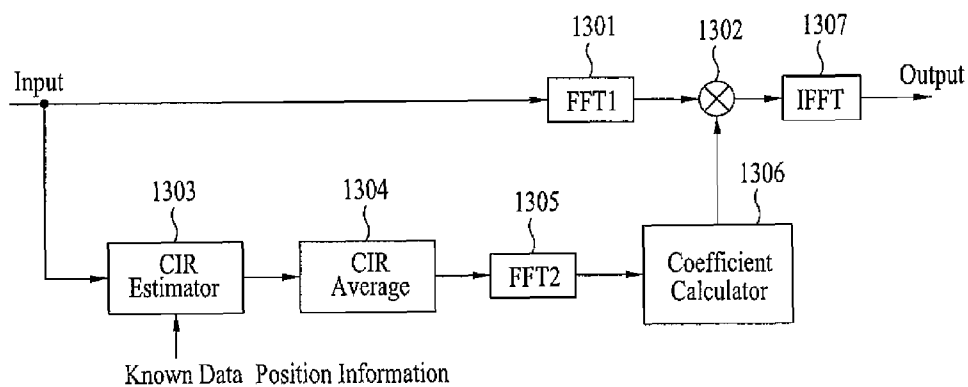 1301
1302
1307
Input
FFT1
IFFT
Output
1303
1304
1305
1306
CIR
Estimator
CIR
Average
FFT2
Coefficient
Calculator
Known Data Position Information